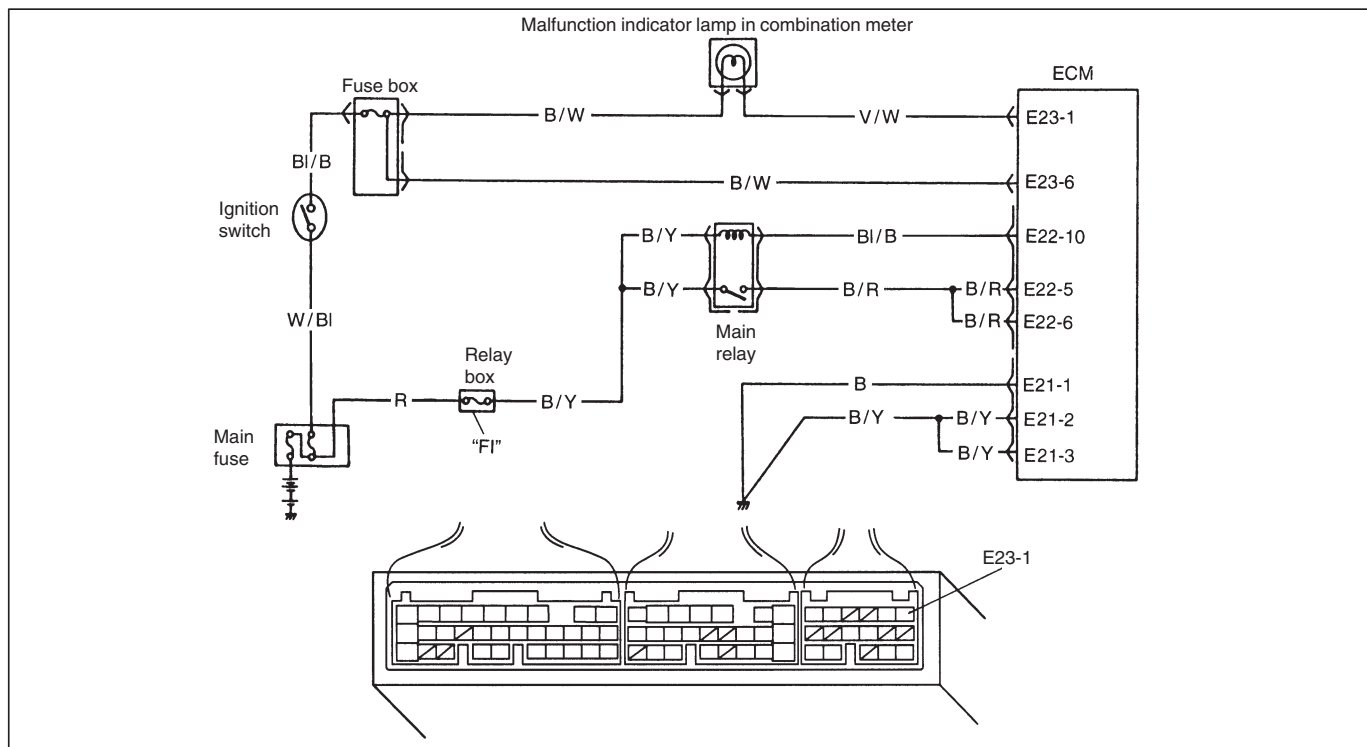 Malfunction indicator lamp in combination meter
Fuse box
ECM
B/W
V/W
E23-1
Bl/B
B/W
E23-6
Ignition
switch
B/Y
Bl/B
E22-10
B/Y
B/R
B/R
E22-5
B/R
E22-6
W/Bl
Main
relay
Relay
box
R
B/Y
"FI"
B
E21-1
B/Y
B/Y
E21-2
B/Y
E21-3
Main
fuse
E23-1